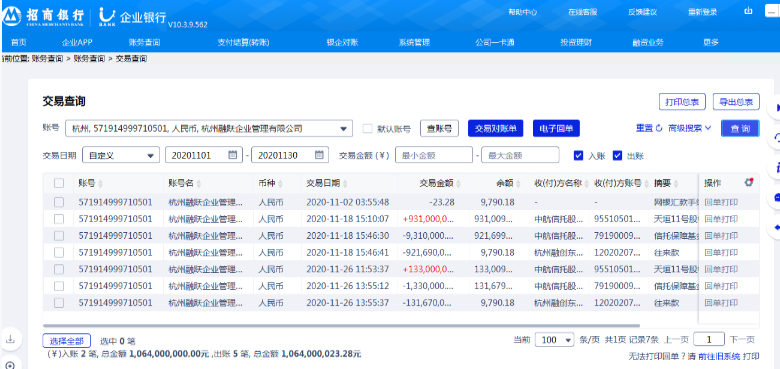 招商银行 企业银行 V10.3.9.562 帮助中心 在线客服 反馈建议 重新登录
CHINA MERCHANTS BANK
首页 企业APP 账务查询 支付结算(转账) 银企对账 系统管理 公司一卡通 投资理财 融资业务 更多
前位置: 账务查询 > 账务查询 > 交易查询
交易查询 打印总表 导出总表
账号 杭州, 571914999710501, 人民币, 杭州融跃企业管理有限公司 默认账号 查账号 交易对账单 电子回单 重置 高级搜索 查 询
交易日期 自定义 20201101 - 20201130 交易金额 (￥) 最小金额 - 最大金额 入账 出账
账号 账号名 币种 交易日期 交易金额 余额 收(付)方名称 收(付)方账号 摘要 操作
571914999710501 杭州融跃企业管理... 人民币 2020-11-02 03:55:48 -23.28 9,790.18 - - 网银汇款手 回单打印
571914999710501 杭州融跃企业管理... 人民币 2020-11-18 15:10:07 +931,000,0... 931,009... 中航信托股... 95510501... 天垣11号股 回单打印
571914999710501 杭州融跃企业管理... 人民币 2020-11-18 15:46:30 -9,310,000.... 921,699... 中航信托股... 79190009... 信托保障基金 回单打印
571914999710501 杭州融跃企业管理... 人民币 2020-11-18 15:46:41 -921,690,0... 9,790.18 杭州融创东... 12020207... 往来款 回单打印
571914999710501 杭州融跃企业管理... 人民币 2020-11-26 11:53:37 +133,000,0... 133,009... 中航信托股... 95510501... 天垣11号股 回单打印
571914999710501 杭州融跃企业管理... 人民币 2020-11-26 13:55:12 -1,330,000.... 131,679... 中航信托股... 79190009... 信托保障基金 回单打印
571914999710501 杭州融跃企业管理... 人民币 2020-11-26 13:55:37 -131,670,0... 9,790.18 杭州融创东... 12020207... 往来款 回单打印
选择全部 选中 0 笔 当前 100 条/页 共1页 记录7条 上一页 1 下一页
(￥)入账 2 笔, 总金额 1,064,000,000.00元 ,出账 5 笔, 总金额 1,064,000,023.28元
无法打印回单？请 前往旧系统 打印